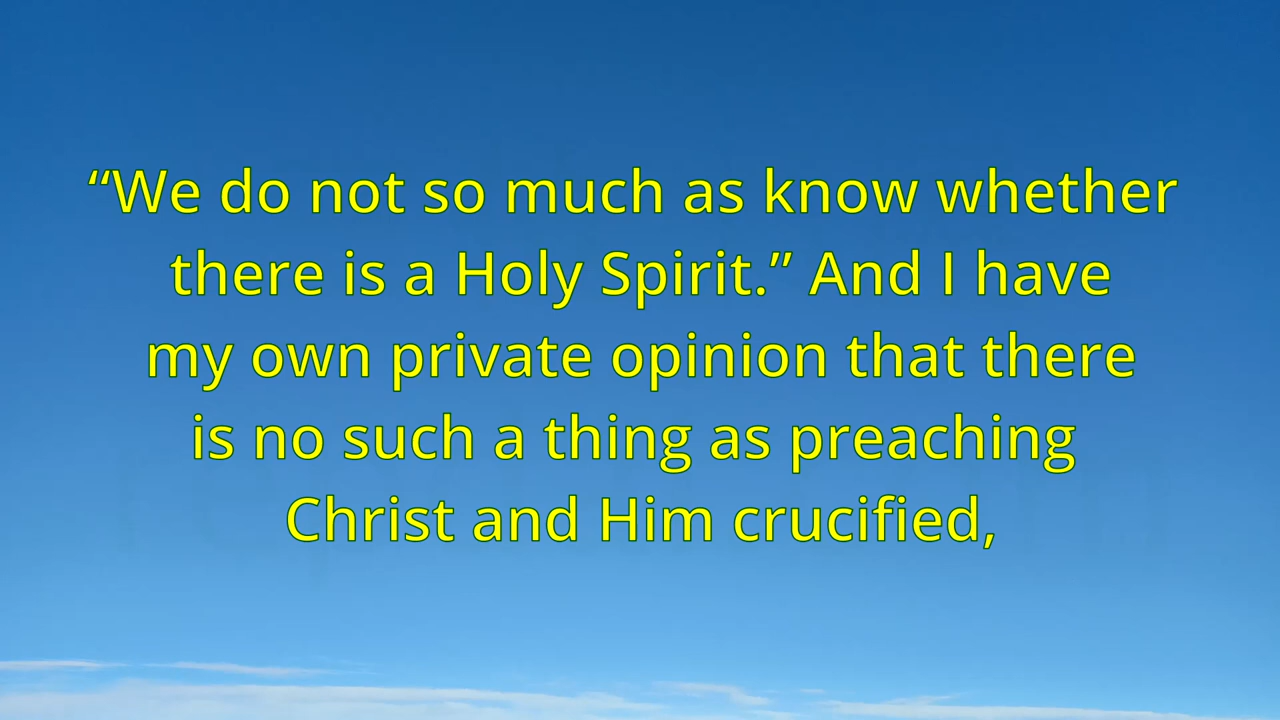 “We do not so much as know whether
there is a Holy Spirit.” And I have
my own private opinion that there
is no such a thing as preaching
Christ and Him crucified,